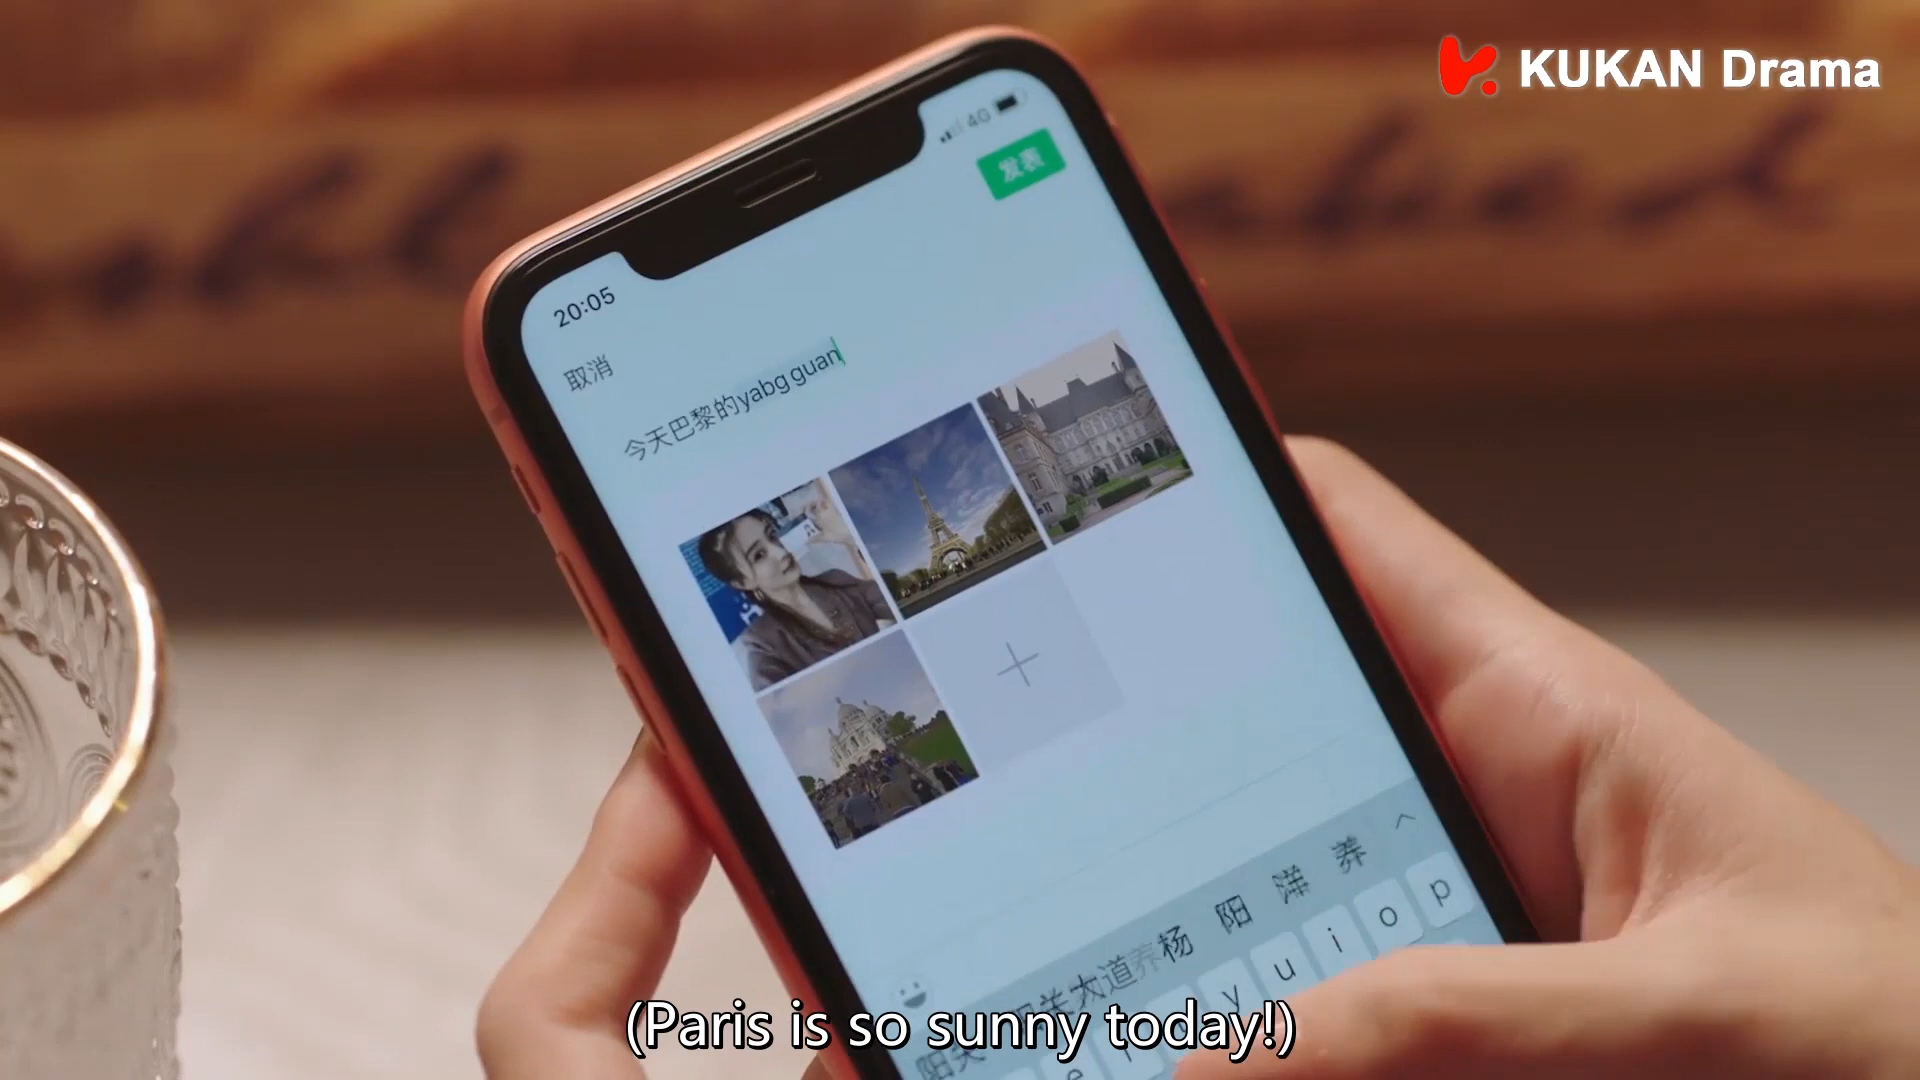 KUKAN Drama
4G
发表
20:05
取消
今天巴黎的yabg guan
杨 阳 洋 养
y u i o p
(Paris is so sunny today!)